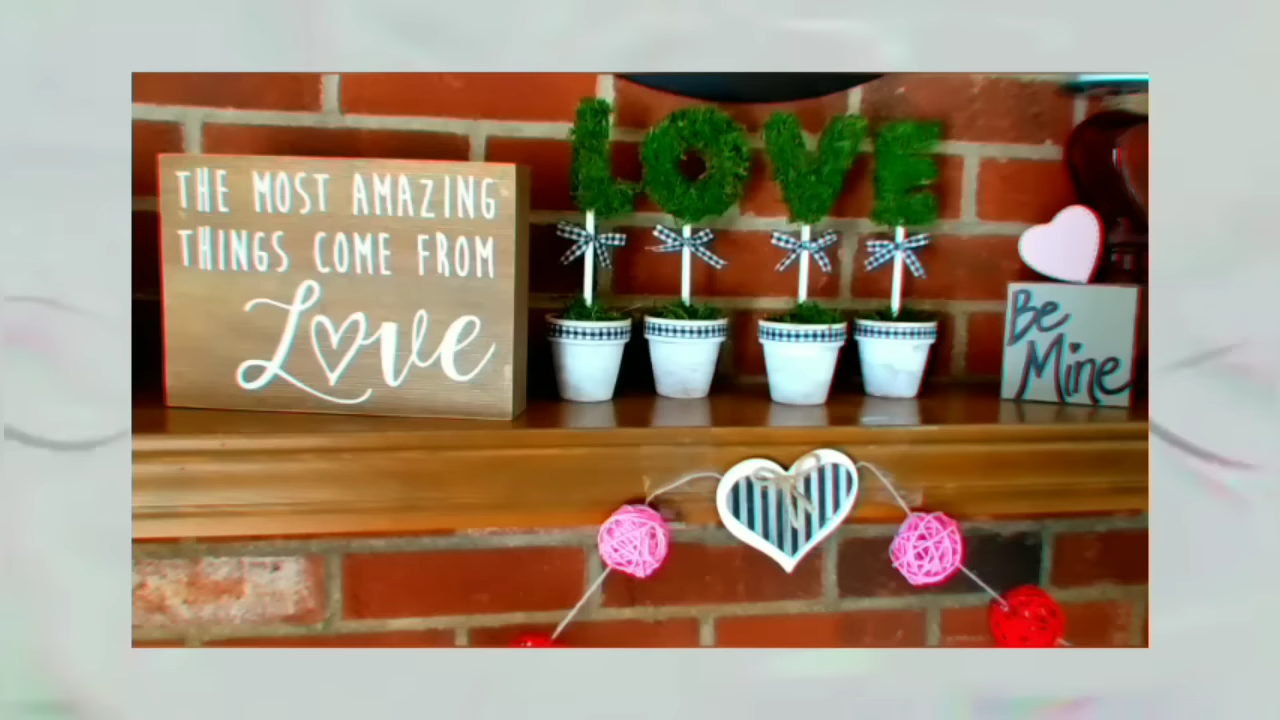 THE MOST AMAZING
THINGS COME FROM
Love
LOVE
Be
Mine